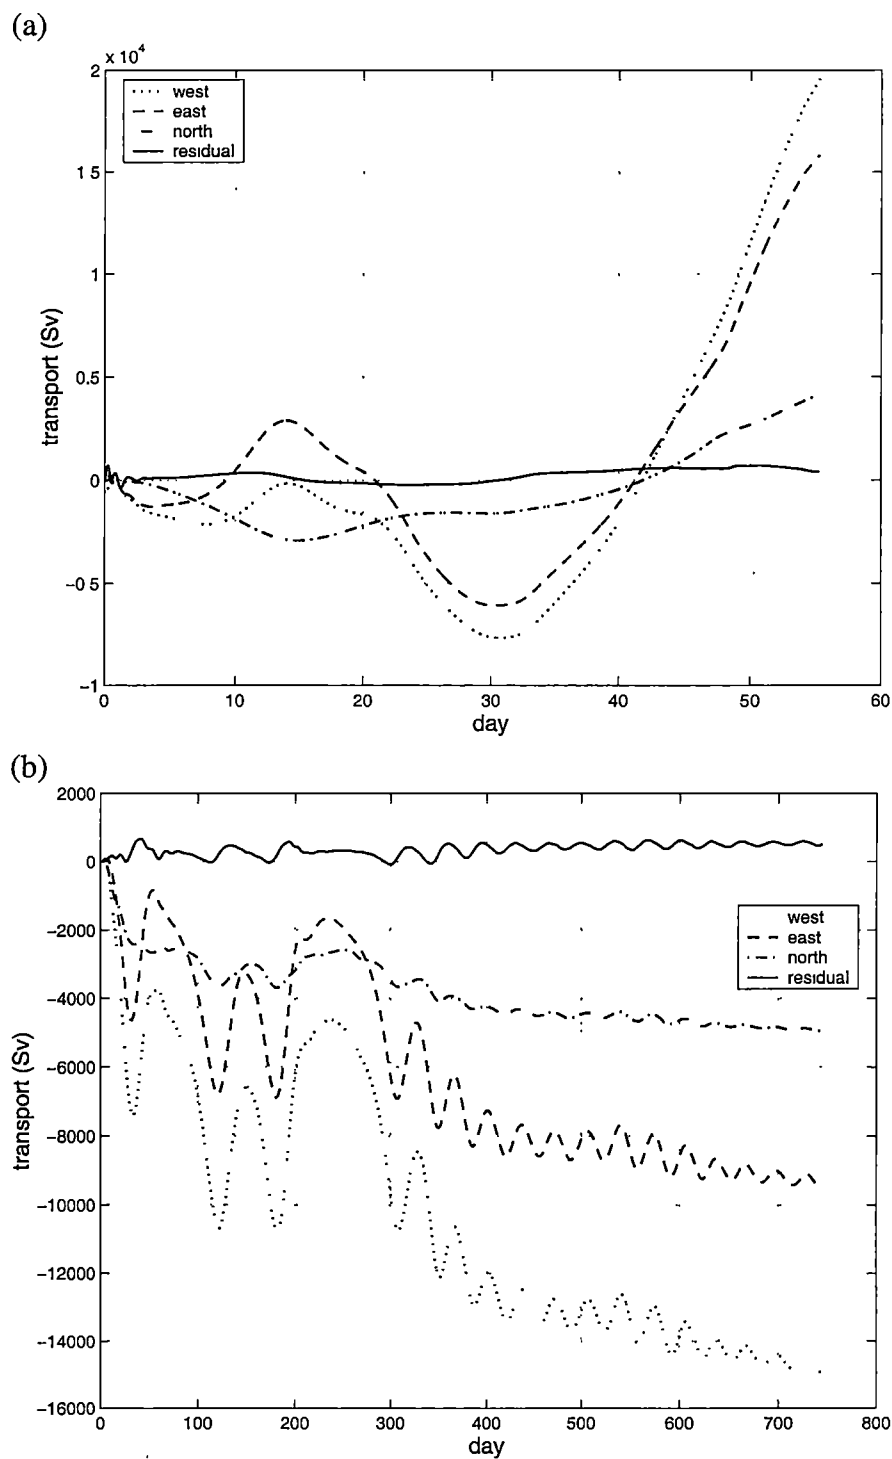 (a)
× 10⁴
2
1 5
1
0.5
0
−0 5
−1
transport (Sv)
west
east
north
residual
0 10 20 30 40 50 60
day
(b)
2000
0
−2000
−4000
−6000
−8000
−10000
−12000
−14000
−16000
transport (Sv)
west
east
north
residual
0 100 200 300 400 500 600 700 800
day